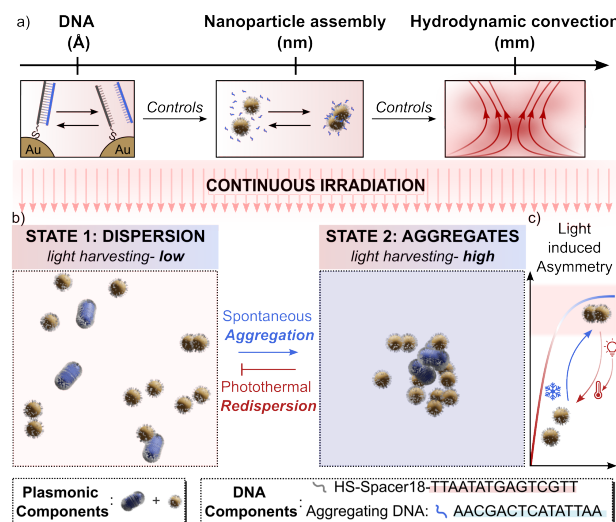 a)
DNA
(Å)
Nanoparticle assembly
(nm)
Hydrodynamic convection
(mm)
Controls
Controls
S
Au
S
Au
CONTINUOUS IRRADIATION
b)
STATE 1: DISPERSION
light harvesting- low
STATE 2: AGGREGATES
light harvesting- high
c)
Light
induced
Asymmetry
Spontaneous
Aggregation
Photothermal
Redispersion
Plasmonic
Components
:
+
DNA
Components
:
HS-Spacer18-TTAATATGAGTCGTT
Aggregating DNA:
AACGACTCATATTAA